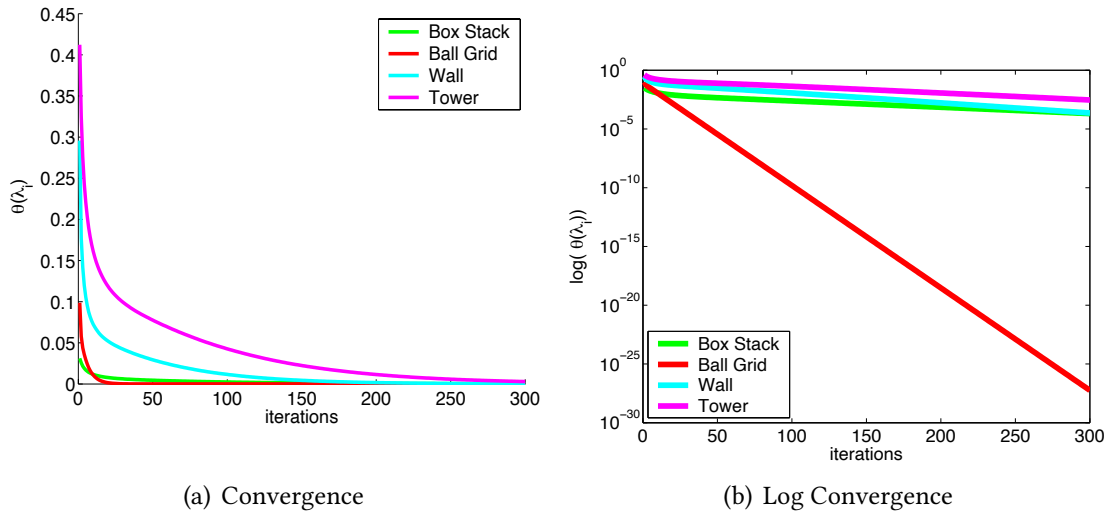 0.45
0.4
0.35
0.3
0.25
0.2
0.15
0.1
0.05
0
θ(λᵢ)
0 50 100 150 200 250 300
iterations
Box Stack
Ball Grid
Wall
Tower
(a) Convergence
10⁰
10⁻⁵
10⁻¹⁰
10⁻¹⁵
10⁻²⁰
10⁻²⁵
10⁻³⁰
log( θ(λᵢ))
Box Stack
Ball Grid
Wall
Tower
0 50 100 150 200 250 300
iterations
(b) Log Convergence